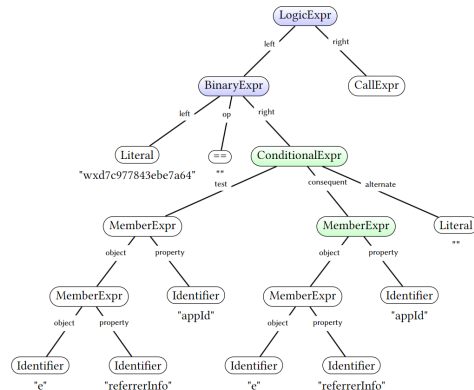 LogicExpr
left right
BinaryExpr CallExpr
left op right
Literal == ConditionalExpr
"wxd7c977843ebe7a64" ""
test consequent alternate
MemberExpr MemberExpr Literal
""
object property object property
MemberExpr Identifier MemberExpr Identifier
"appId" "appId"
object property object property
Identifier Identifier Identifier Identifier
"e" "referrerInfo" "e" "referrerInfo"